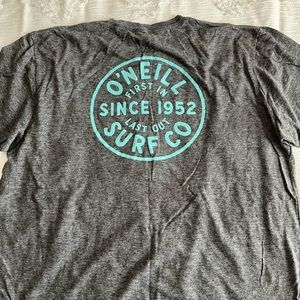 O'NEILL
FIRST IN
SINCE 1952
LAST OUT
SURF CO